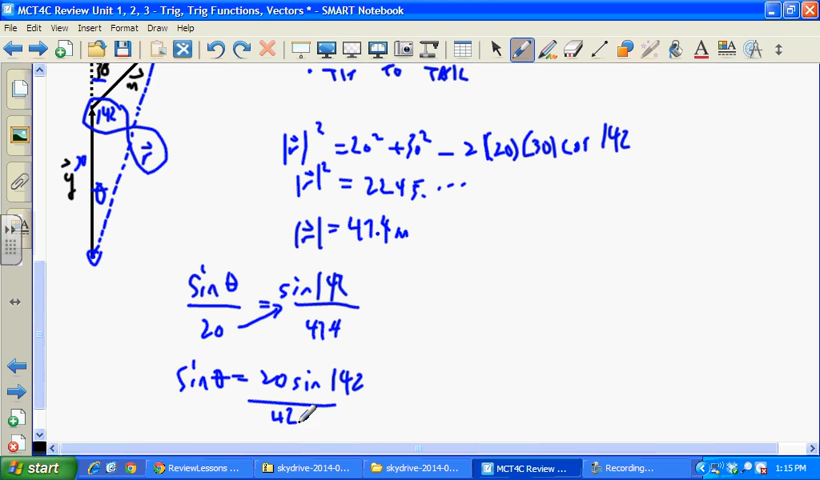 MCT4C Review Unit 1, 2, 3 - Trig, Trig Functions, Vectors * - SMART Notebook
File Edit View Insert Format Draw Help
• TIP TO TAIL
38
n
142
r
y
θ
|r|² = 20² + 30² - 2(20)(30)cos 142
|r|² = 2245. ...
|r| = 47.4 m
sin θ = sin 142
20 47.4
sin θ = 20 sin 142
42
start ReviewLessons ... skydrive-2014-0... skydrive-2014-0... MCT4C Review ... Recording... 1:15 PM